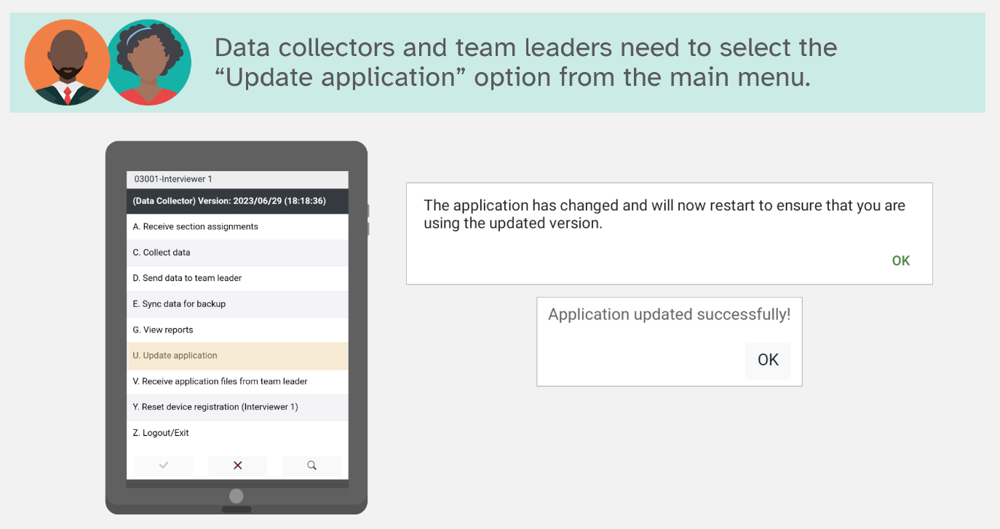 Data collectors and team leaders need to select the
“Update application” option from the main menu.
03001-Interviewer 1
(Data Collector) Version: 2023/06/29 (18:18:36)
A. Receive section assignments
C. Collect data
D. Send data to team leader
E. Sync data for backup
G. View reports
U. Update application
V. Receive application files from team leader
Y. Reset device registration (Interviewer 1)
Z. Logout/Exit
The application has changed and will now restart to ensure that you are
using the updated version.
OK
Application updated successfully!
OK